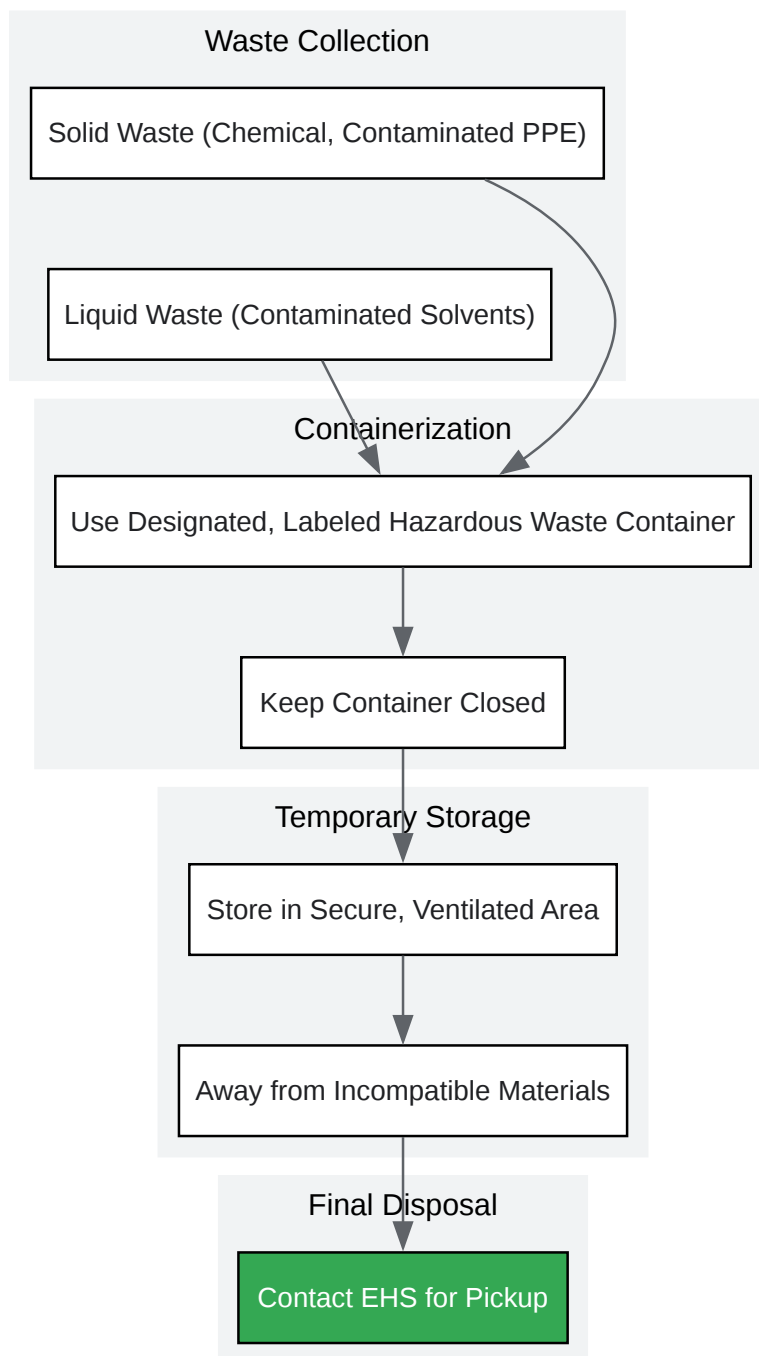 Waste Collection
Solid Waste (Chemical, Contaminated PPE)
Liquid Waste (Contaminated Solvents)
Containerization
Use Designated, Labeled Hazardous Waste Container
Keep Container Closed
Temporary Storage
Store in Secure, Ventilated Area
Away from Incompatible Materials
Final Disposal
Contact EHS for Pickup